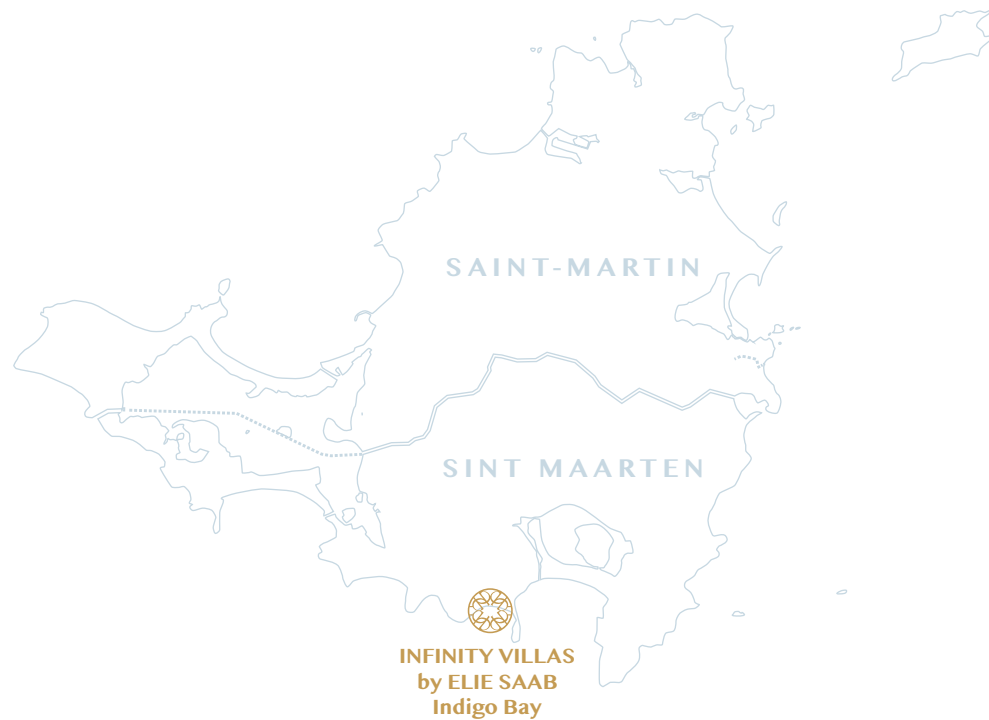 SAINT-MARTIN
SINT MAARTEN
INFINITY VILLAS
by ELIE SAAB
Indigo Bay